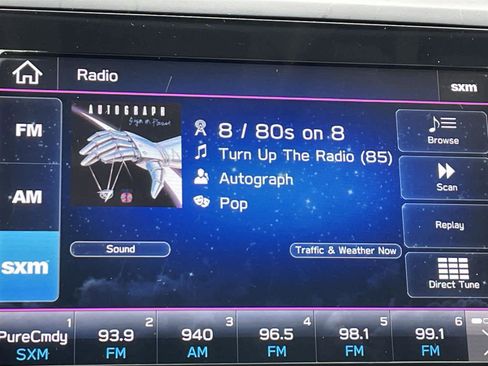 Radio
sxm
FM
AM
sxm
AUTOGRAPH
Sign in Please
8 / 80s on 8
Turn Up The Radio (85)
Autograph
Pop
Browse
Scan
Replay
Direct Tune
Sound
Traffic & Weather Now
1
PureCmdy
SXM
2
93.9
FM
3
940
AM
4
96.5
FM
5
98.1
FM
6
99.1
FM